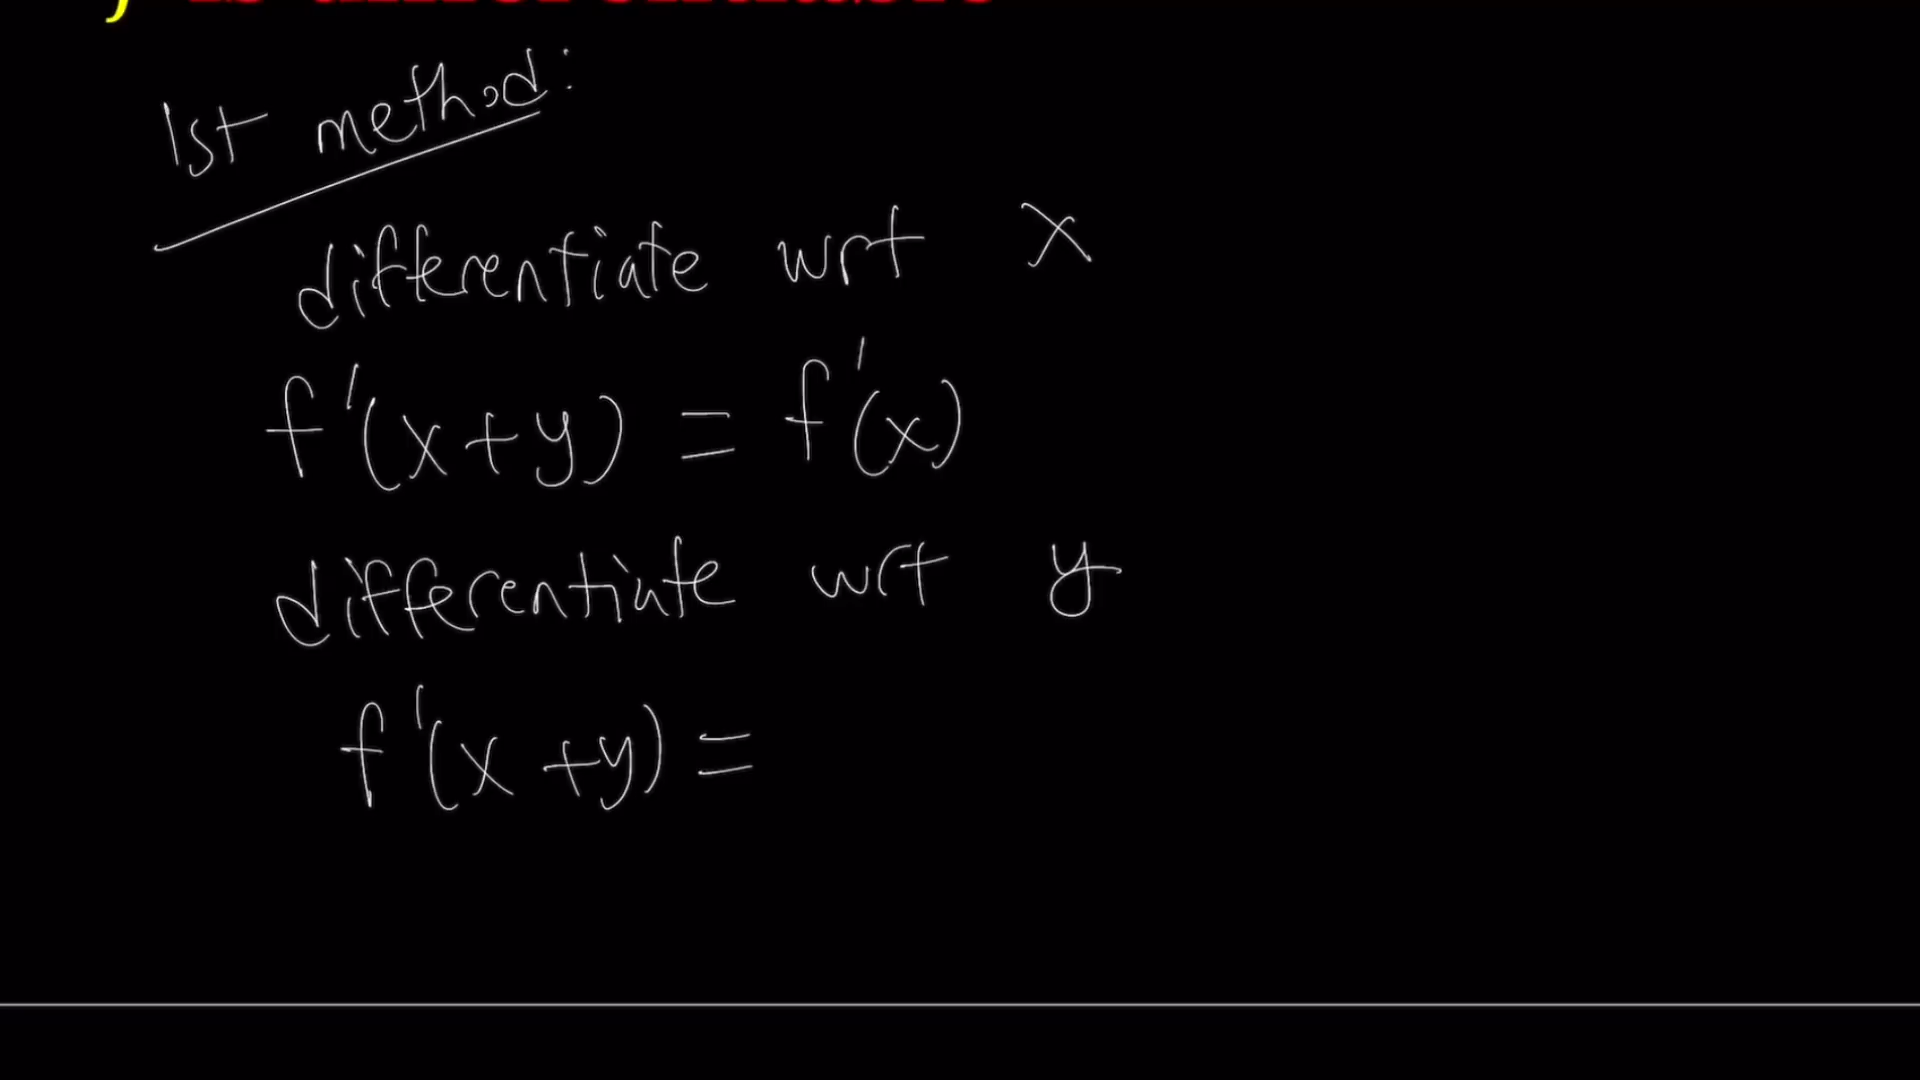 1st method:
differentiate wrt x
f'(x+y) = f'(x)
differentiate wrt y
f'(x+y) =